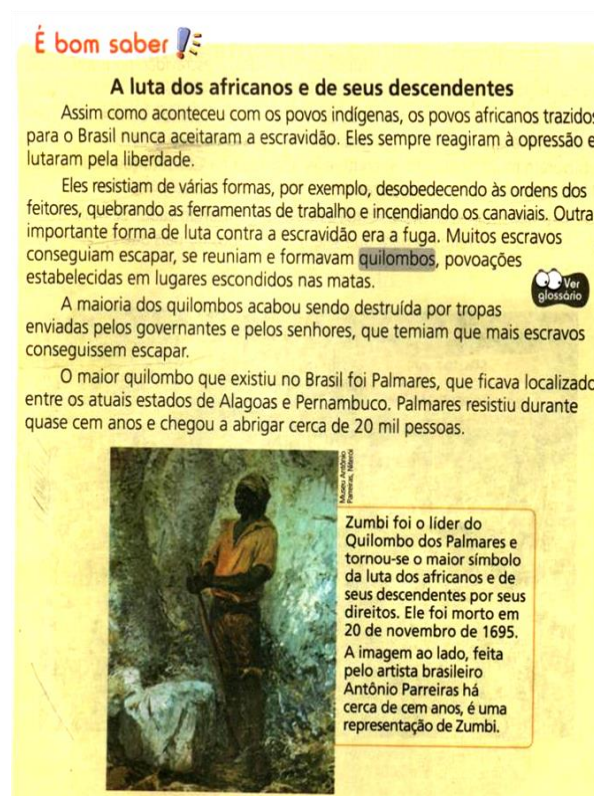 É bom saber
A luta dos africanos e de seus descendentes
Assim como aconteceu com os povos indígenas, os povos africanos trazidos
para o Brasil nunca aceitaram a escravidão. Eles sempre reagiram à opressão e
lutaram pela liberdade.
Eles resistiam de várias formas, por exemplo, desobedecendo às ordens dos
feitores, quebrando as ferramentas de trabalho e incendiando os canaviais. Outra
importante forma de luta contra a escravidão era a fuga. Muitos escravos
conseguiam escapar, se reuniam e formavam quilombos, povoações
estabelecidas em lugares escondidos nas matas.
Ver
glossário
A maioria dos quilombos acabou sendo destruída por tropas
enviadas pelos governantes e pelos senhores, que temiam que mais escravos
conseguissem escapar.
O maior quilombo que existiu no Brasil foi Palmares, que ficava localizado
entre os atuais estados de Alagoas e Pernambuco. Palmares resistiu durante
quase cem anos e chegou a abrigar cerca de 20 mil pessoas.
Museu Antônio
Parreiras, Niterói
Zumbi foi o líder do
Quilombo dos Palmares e
tornou-se o maior símbolo
da luta dos africanos e de
seus descendentes por seus
direitos. Ele foi morto em
20 de novembro de 1695.
A imagem ao lado, feita
pelo artista brasileiro
Antônio Parreiras há
cerca de cem anos, é uma
representação de Zumbi.